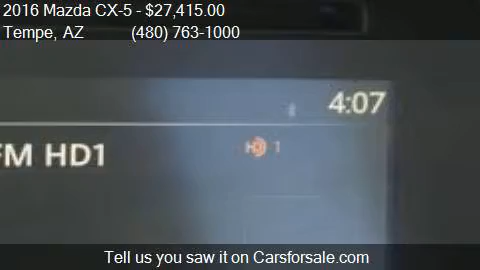 2016 Mazda CX-5 - $27,415.00
Tempe, AZ (480) 763-1000
4:07
FM HD1
HD 1
Tell us you saw it on Carsforsale.com